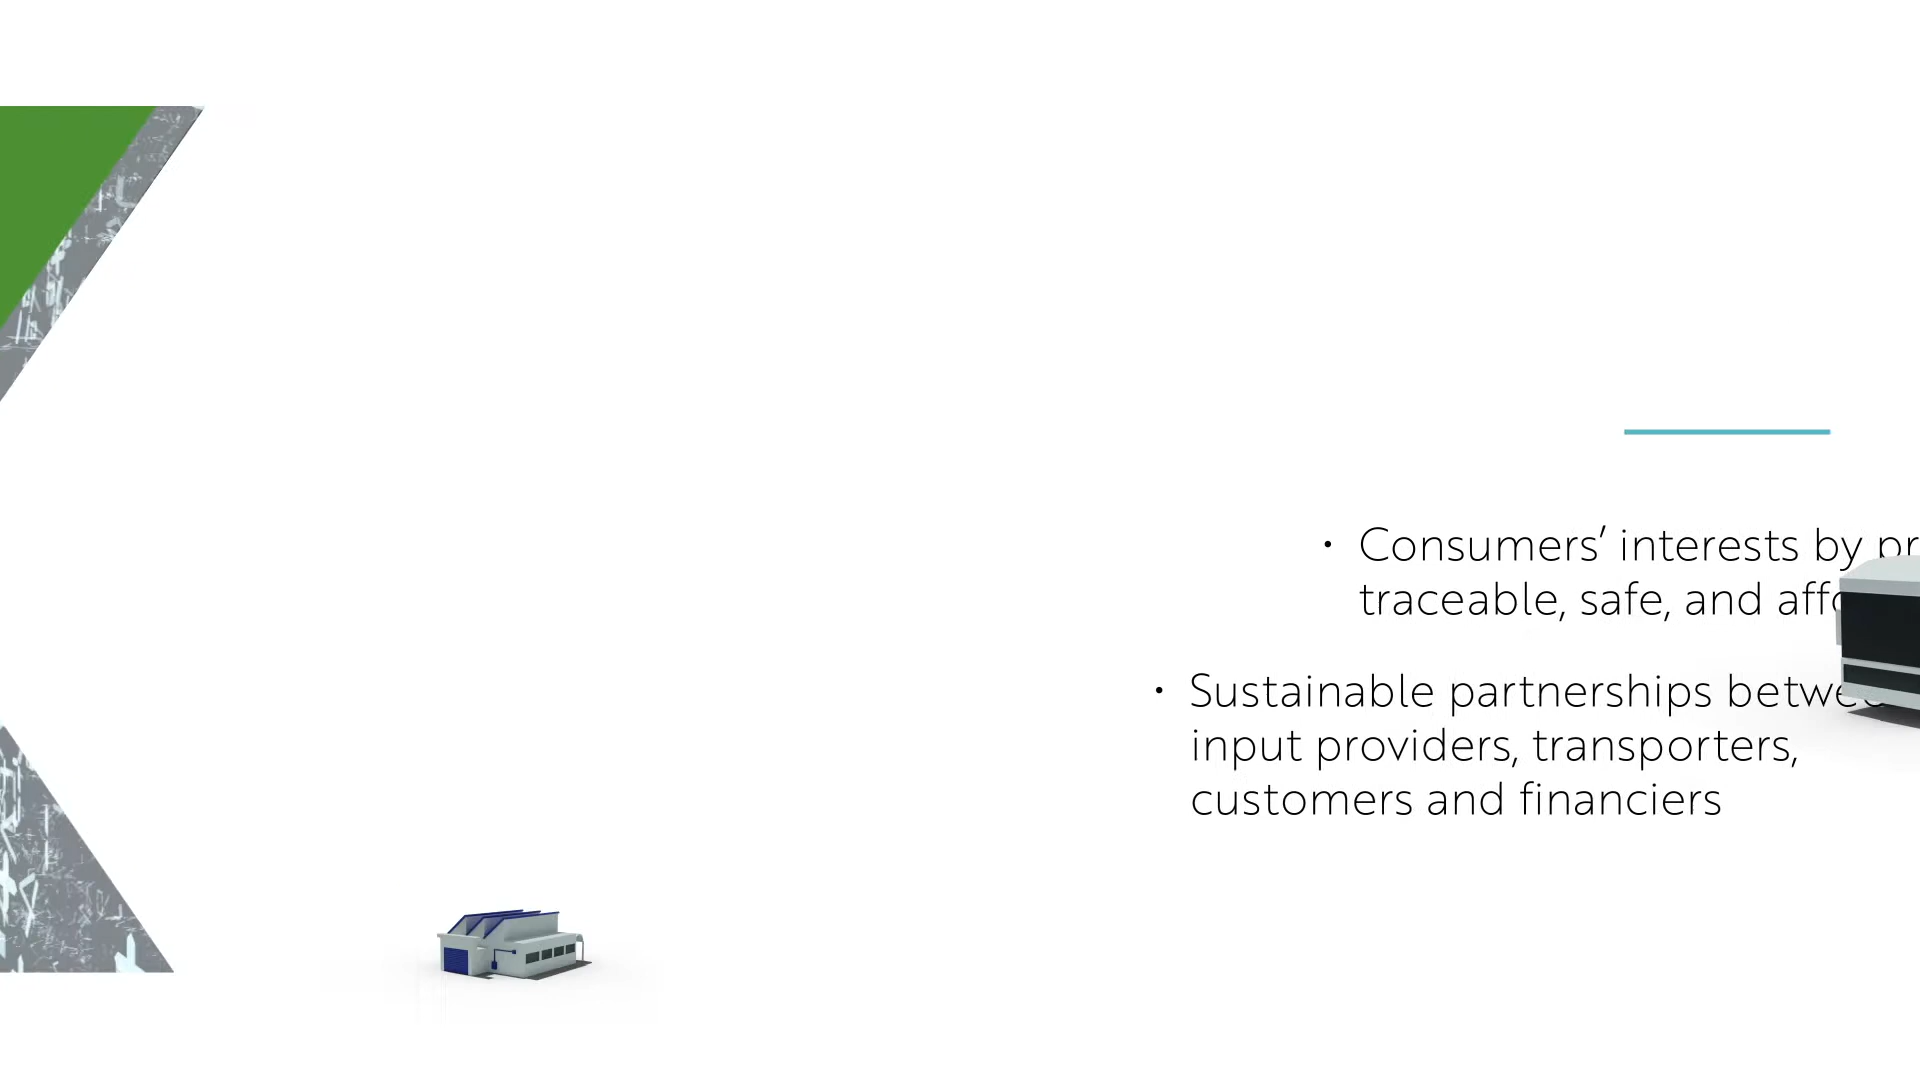 • Consumers’ interests by
traceable, safe, and
• Sustainable partnerships
input providers, transporters,
customers and financiers